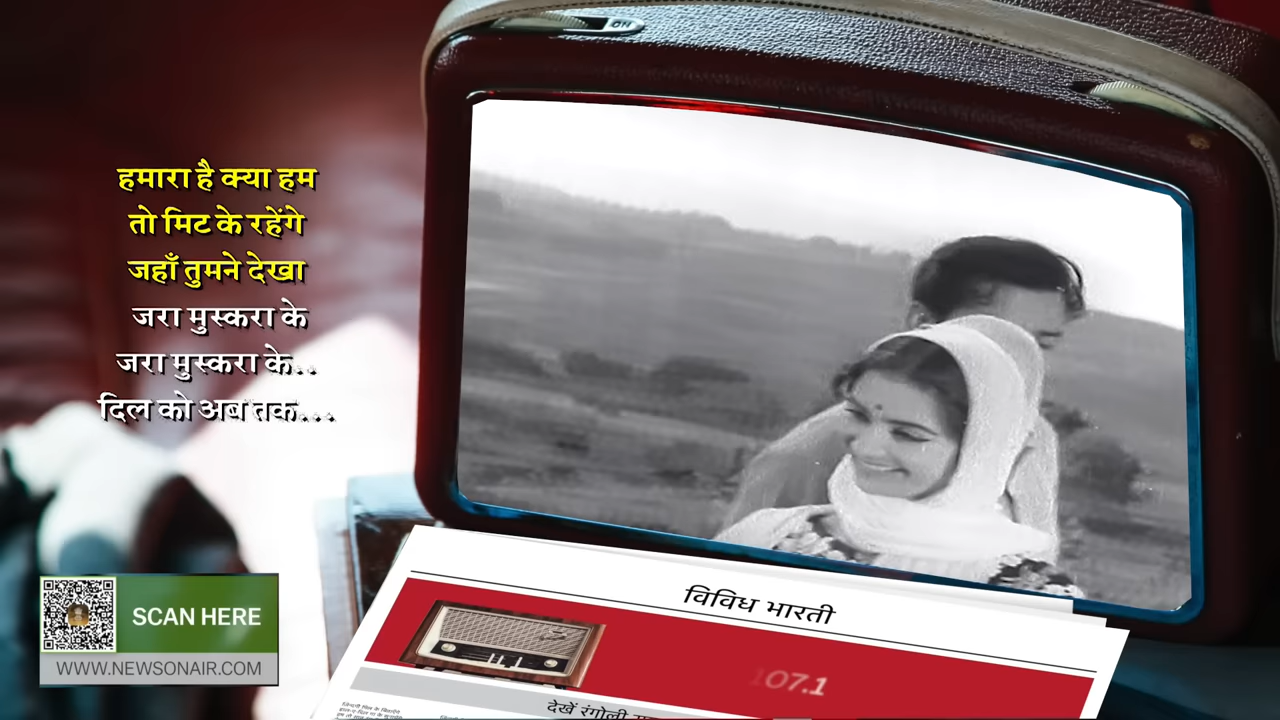 ON
हमारा है क्या हम
तो मिट के रहेंगे
जहाँ तुमने देखा
जरा मुस्करा के
जरा मुस्करा के..
दिल को अब तक...
SCAN HERE
WWW.NEWSONAIR.COM
विविध भारती
107.1
देखें रंगोली